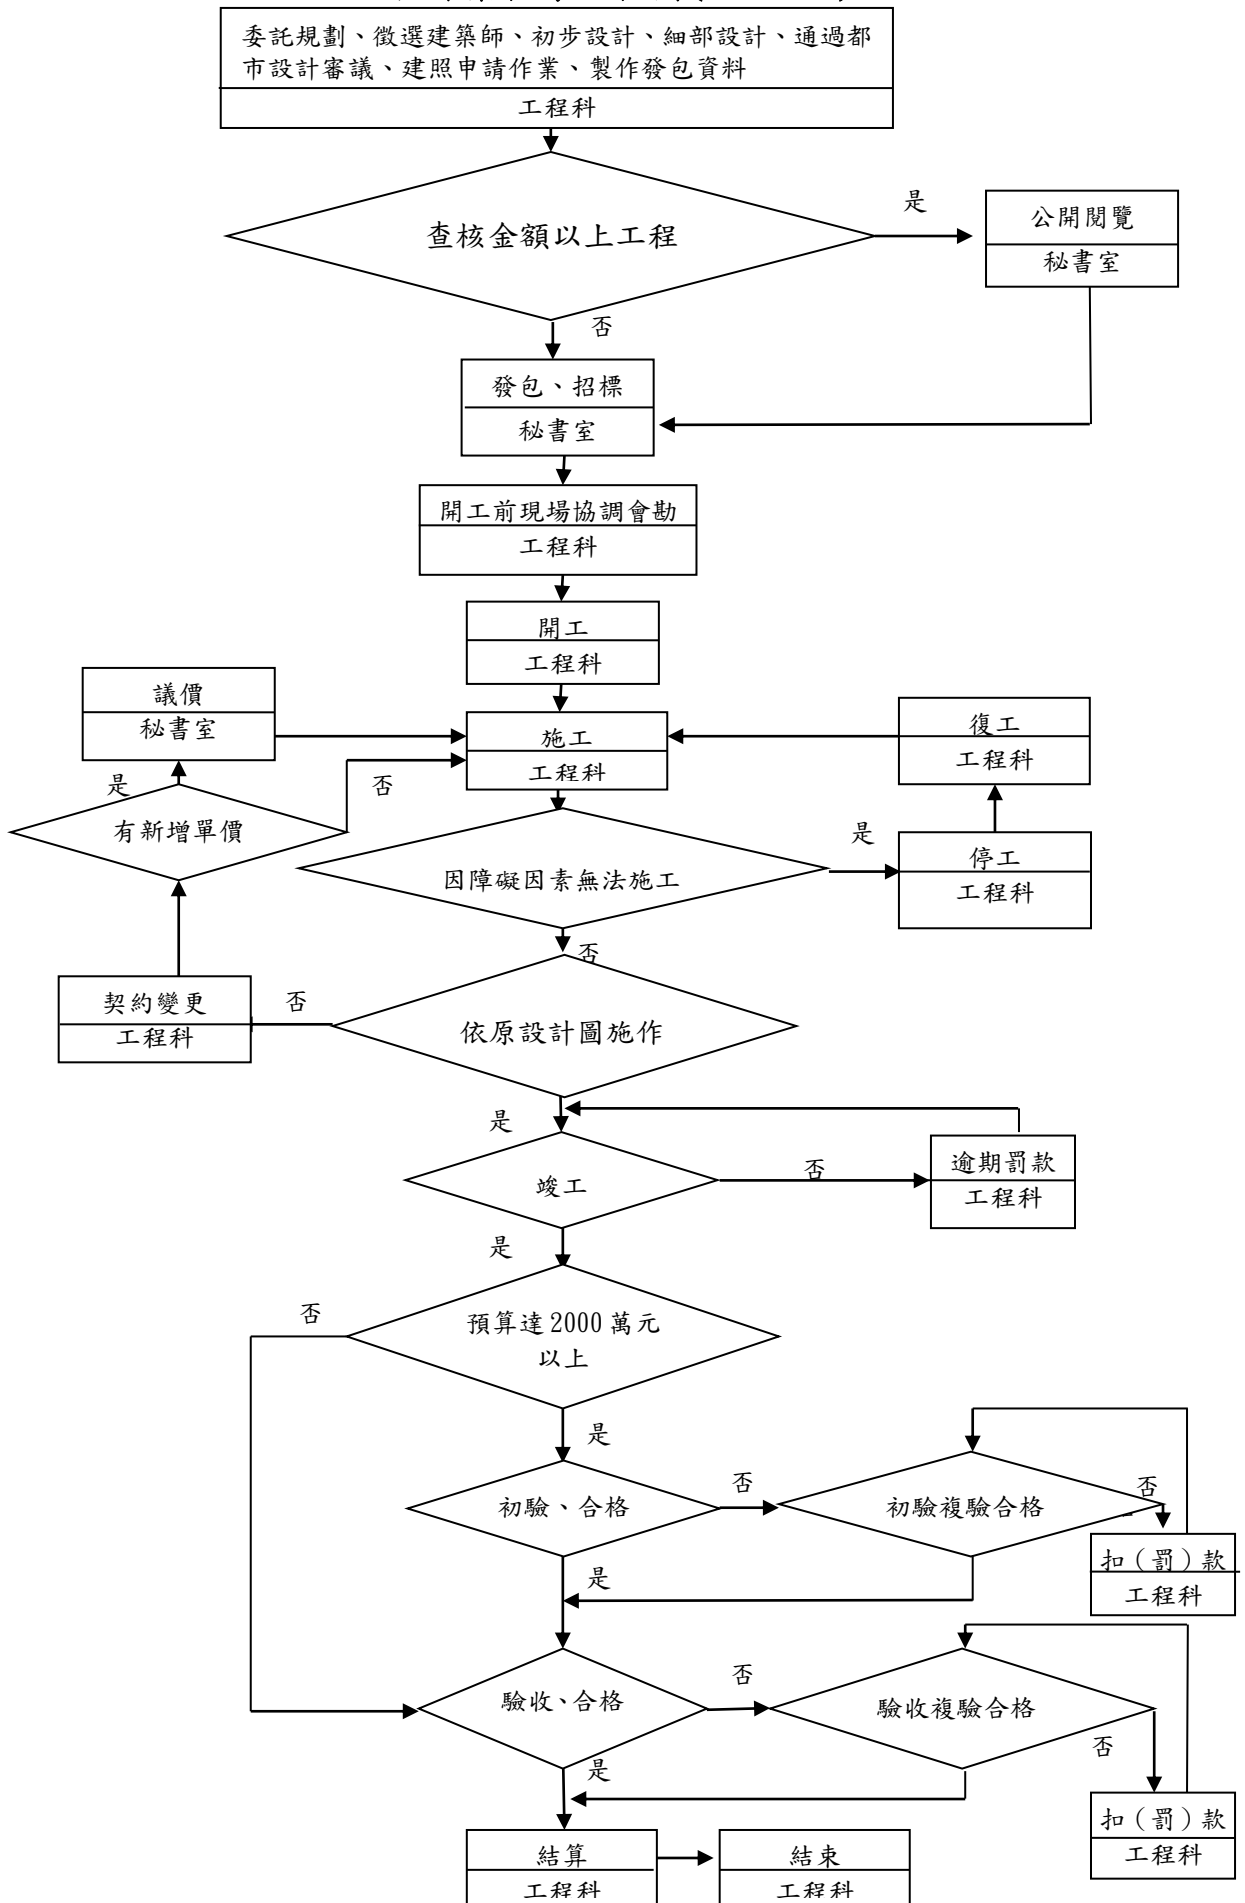 委託規劃、徵選建築師、初步設計、細部設計、通過都
市設計審議、建照申請作業、製作發包資料
工程科
查核金額以上工程
是
公開閱覽
秘書室
否
發包、招標
秘書室
開工前現場協調會勘
工程科
開工
工程科
議價
秘書室
施工
工程科
復工
工程科
是
否
有新增單價
因障礙因素無法施工
是
停工
工程科
否
契約變更
工程科
否
依原設計圖施作
是
竣工
否
逾期罰款
工程科
是
否
預算達2000萬元
以上
是
初驗、合格
否
初驗複驗合格
否
扣（罰）款
工程科
是
驗收、合格
否
驗收複驗合格
否
扣（罰）款
工程科
是
結算
工程科
結束
工程科